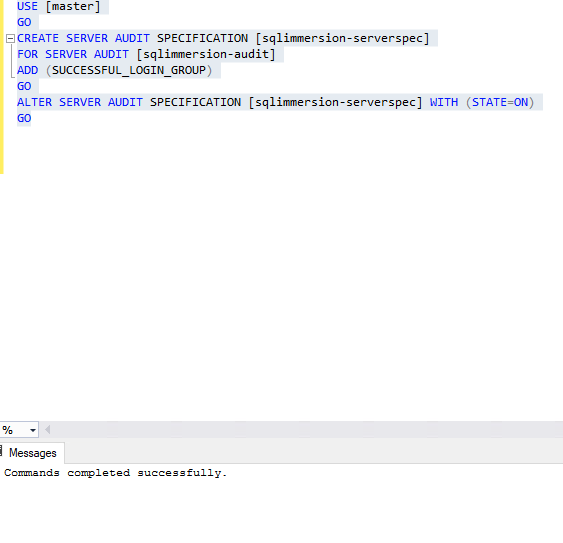 USE [master]
GO
CREATE SERVER AUDIT SPECIFICATION [sqlimmersion-serverspec]
FOR SERVER AUDIT [sqlimmersion-audit]
ADD (SUCCESSFUL_LOGIN_GROUP)
GO
ALTER SERVER AUDIT SPECIFICATION [sqlimmersion-serverspec] WITH (STATE=ON)
GO
%
Messages
Commands completed successfully.